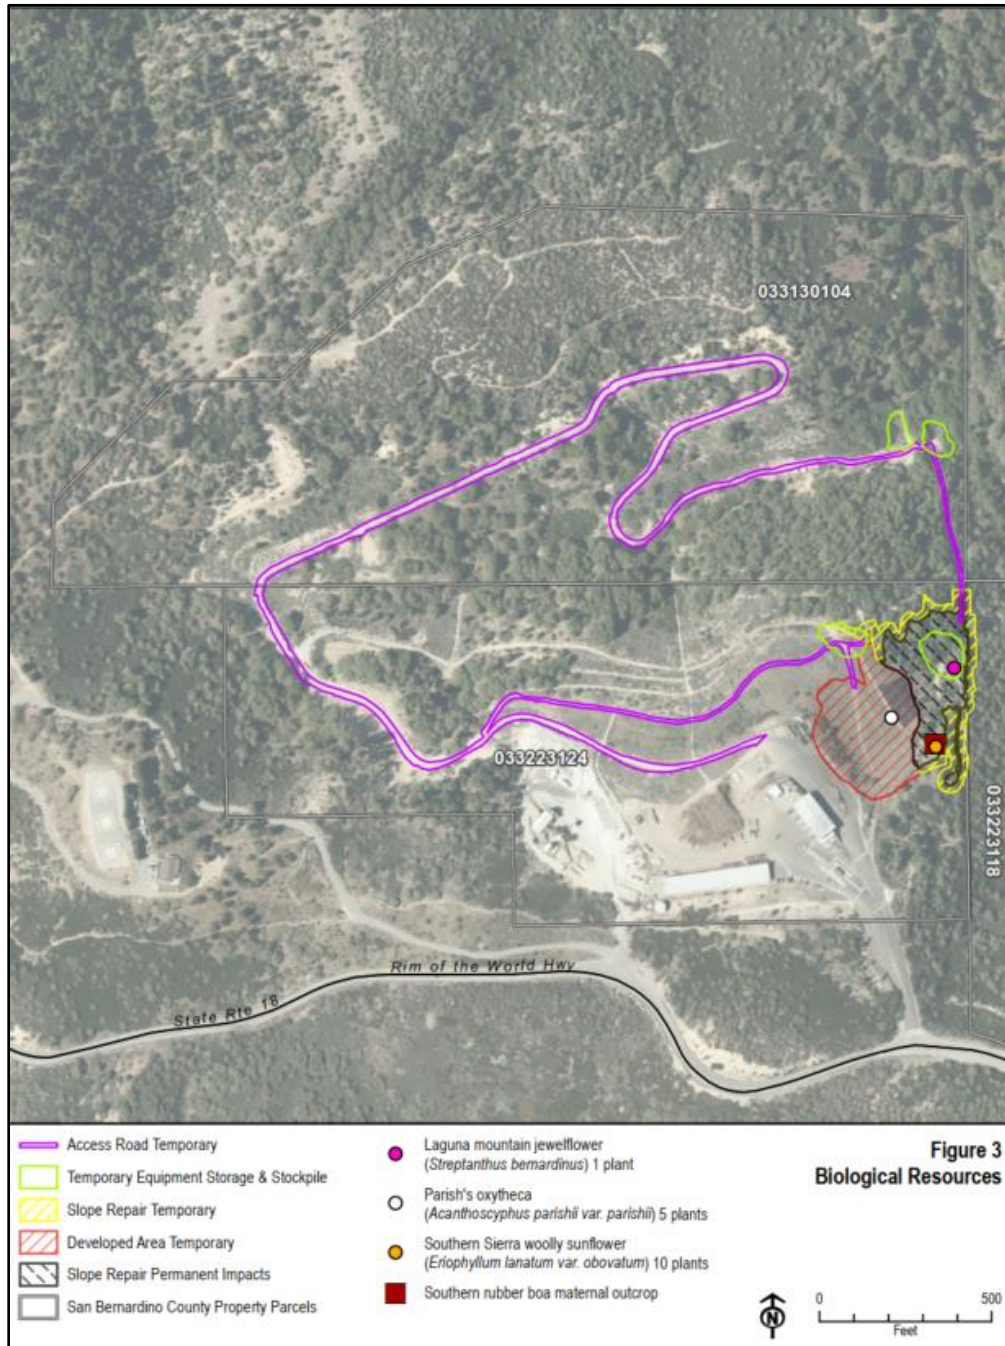 033130104
033223124
033223118
Rim of the World Hwy
State Rte 18
Access Road Temporary
Temporary Equipment Storage & Stockpile
Slope Repair Temporary
Developed Area Temporary
Slope Repair Permanent Impacts
San Bernardino County Property Parcels
Laguna mountain jewelflower
(Streptanthus bernardinus) 1 plant
Parish's oxytheca
(Acanthoscyphus parishii var. parishii) 5 plants
Southern Sierra woolly sunflower
(Eriophyllum lanatum var. obovatum) 10 plants
Southern rubber boa maternal outcrop
Figure 3
Biological Resources
N
0 500
Feet